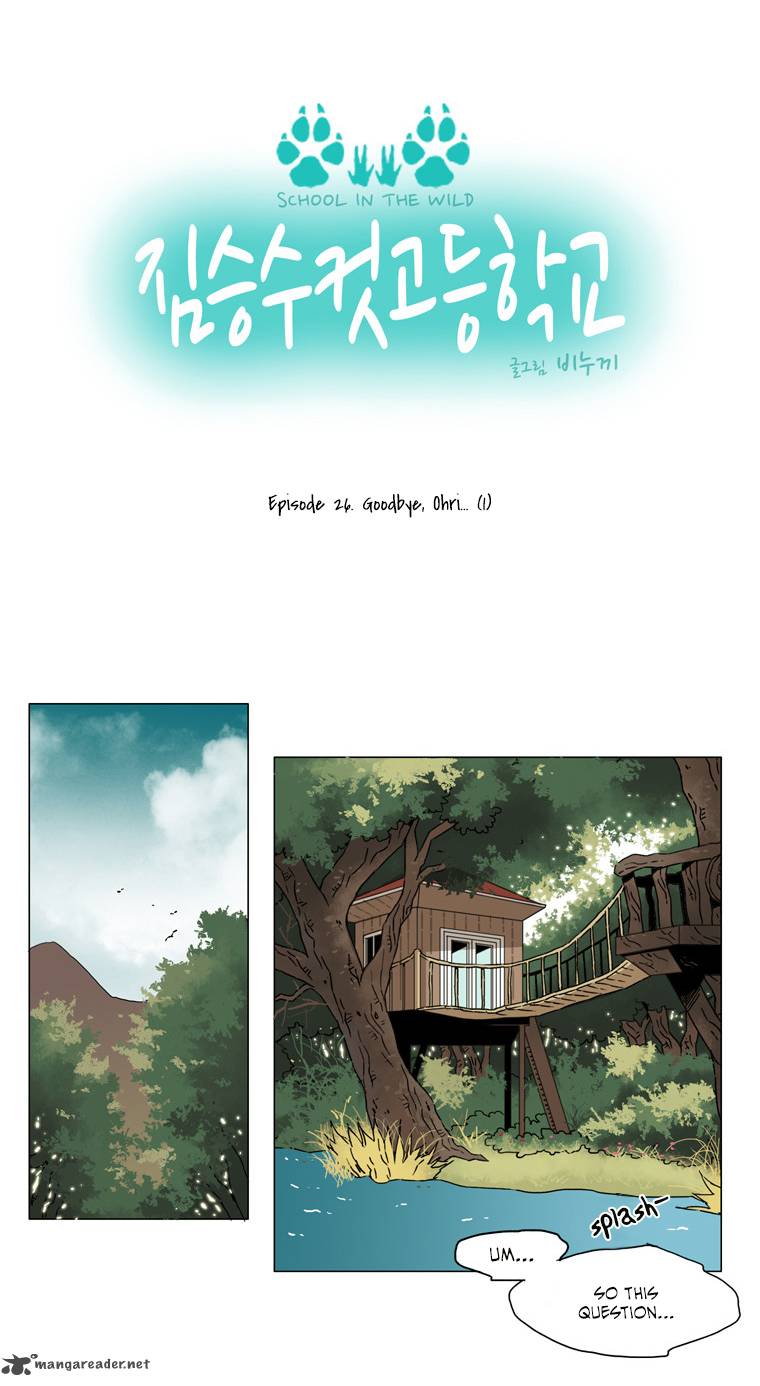 SCHOOL IN THE WILD
짐승수컷고등학교
글그림 비누끼
Episode 26. Goodbye, Ohri... (1)
splash~
UM...
SO THIS
QUESTION...
mangareader.net